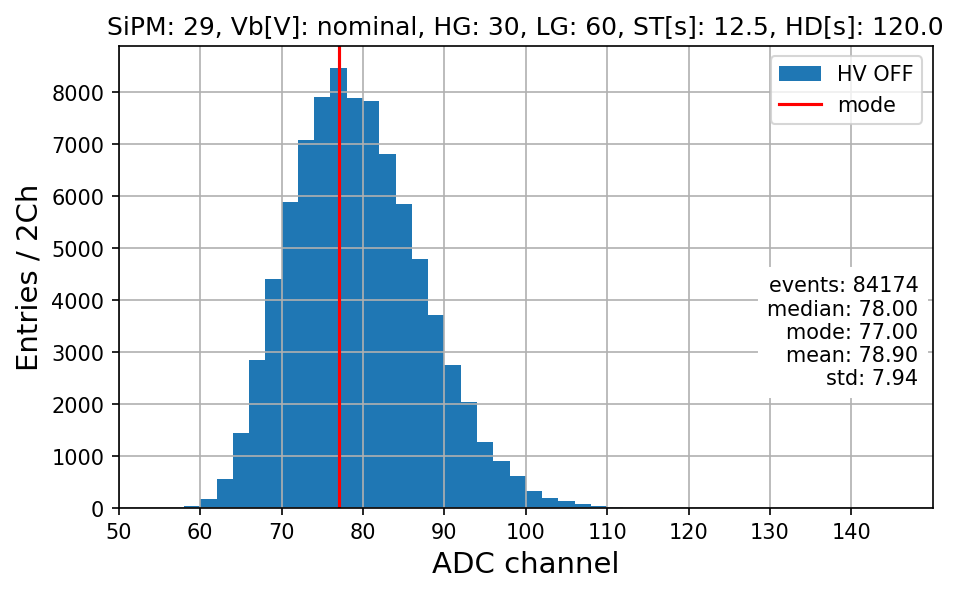 SiPM: 29, Vb[V]: nominal, HG: 30, LG: 60, ST[s]: 12.5, HD[s]: 120.0
HV OFF
mode
8000
7000
6000
5000
4000
3000
2000
1000
0
Entries / 2Ch
events: 84174
median: 78.00
mode: 77.00
mean: 78.90
std: 7.94
50 60 70 80 90 100 110 120 130 140
ADC channel